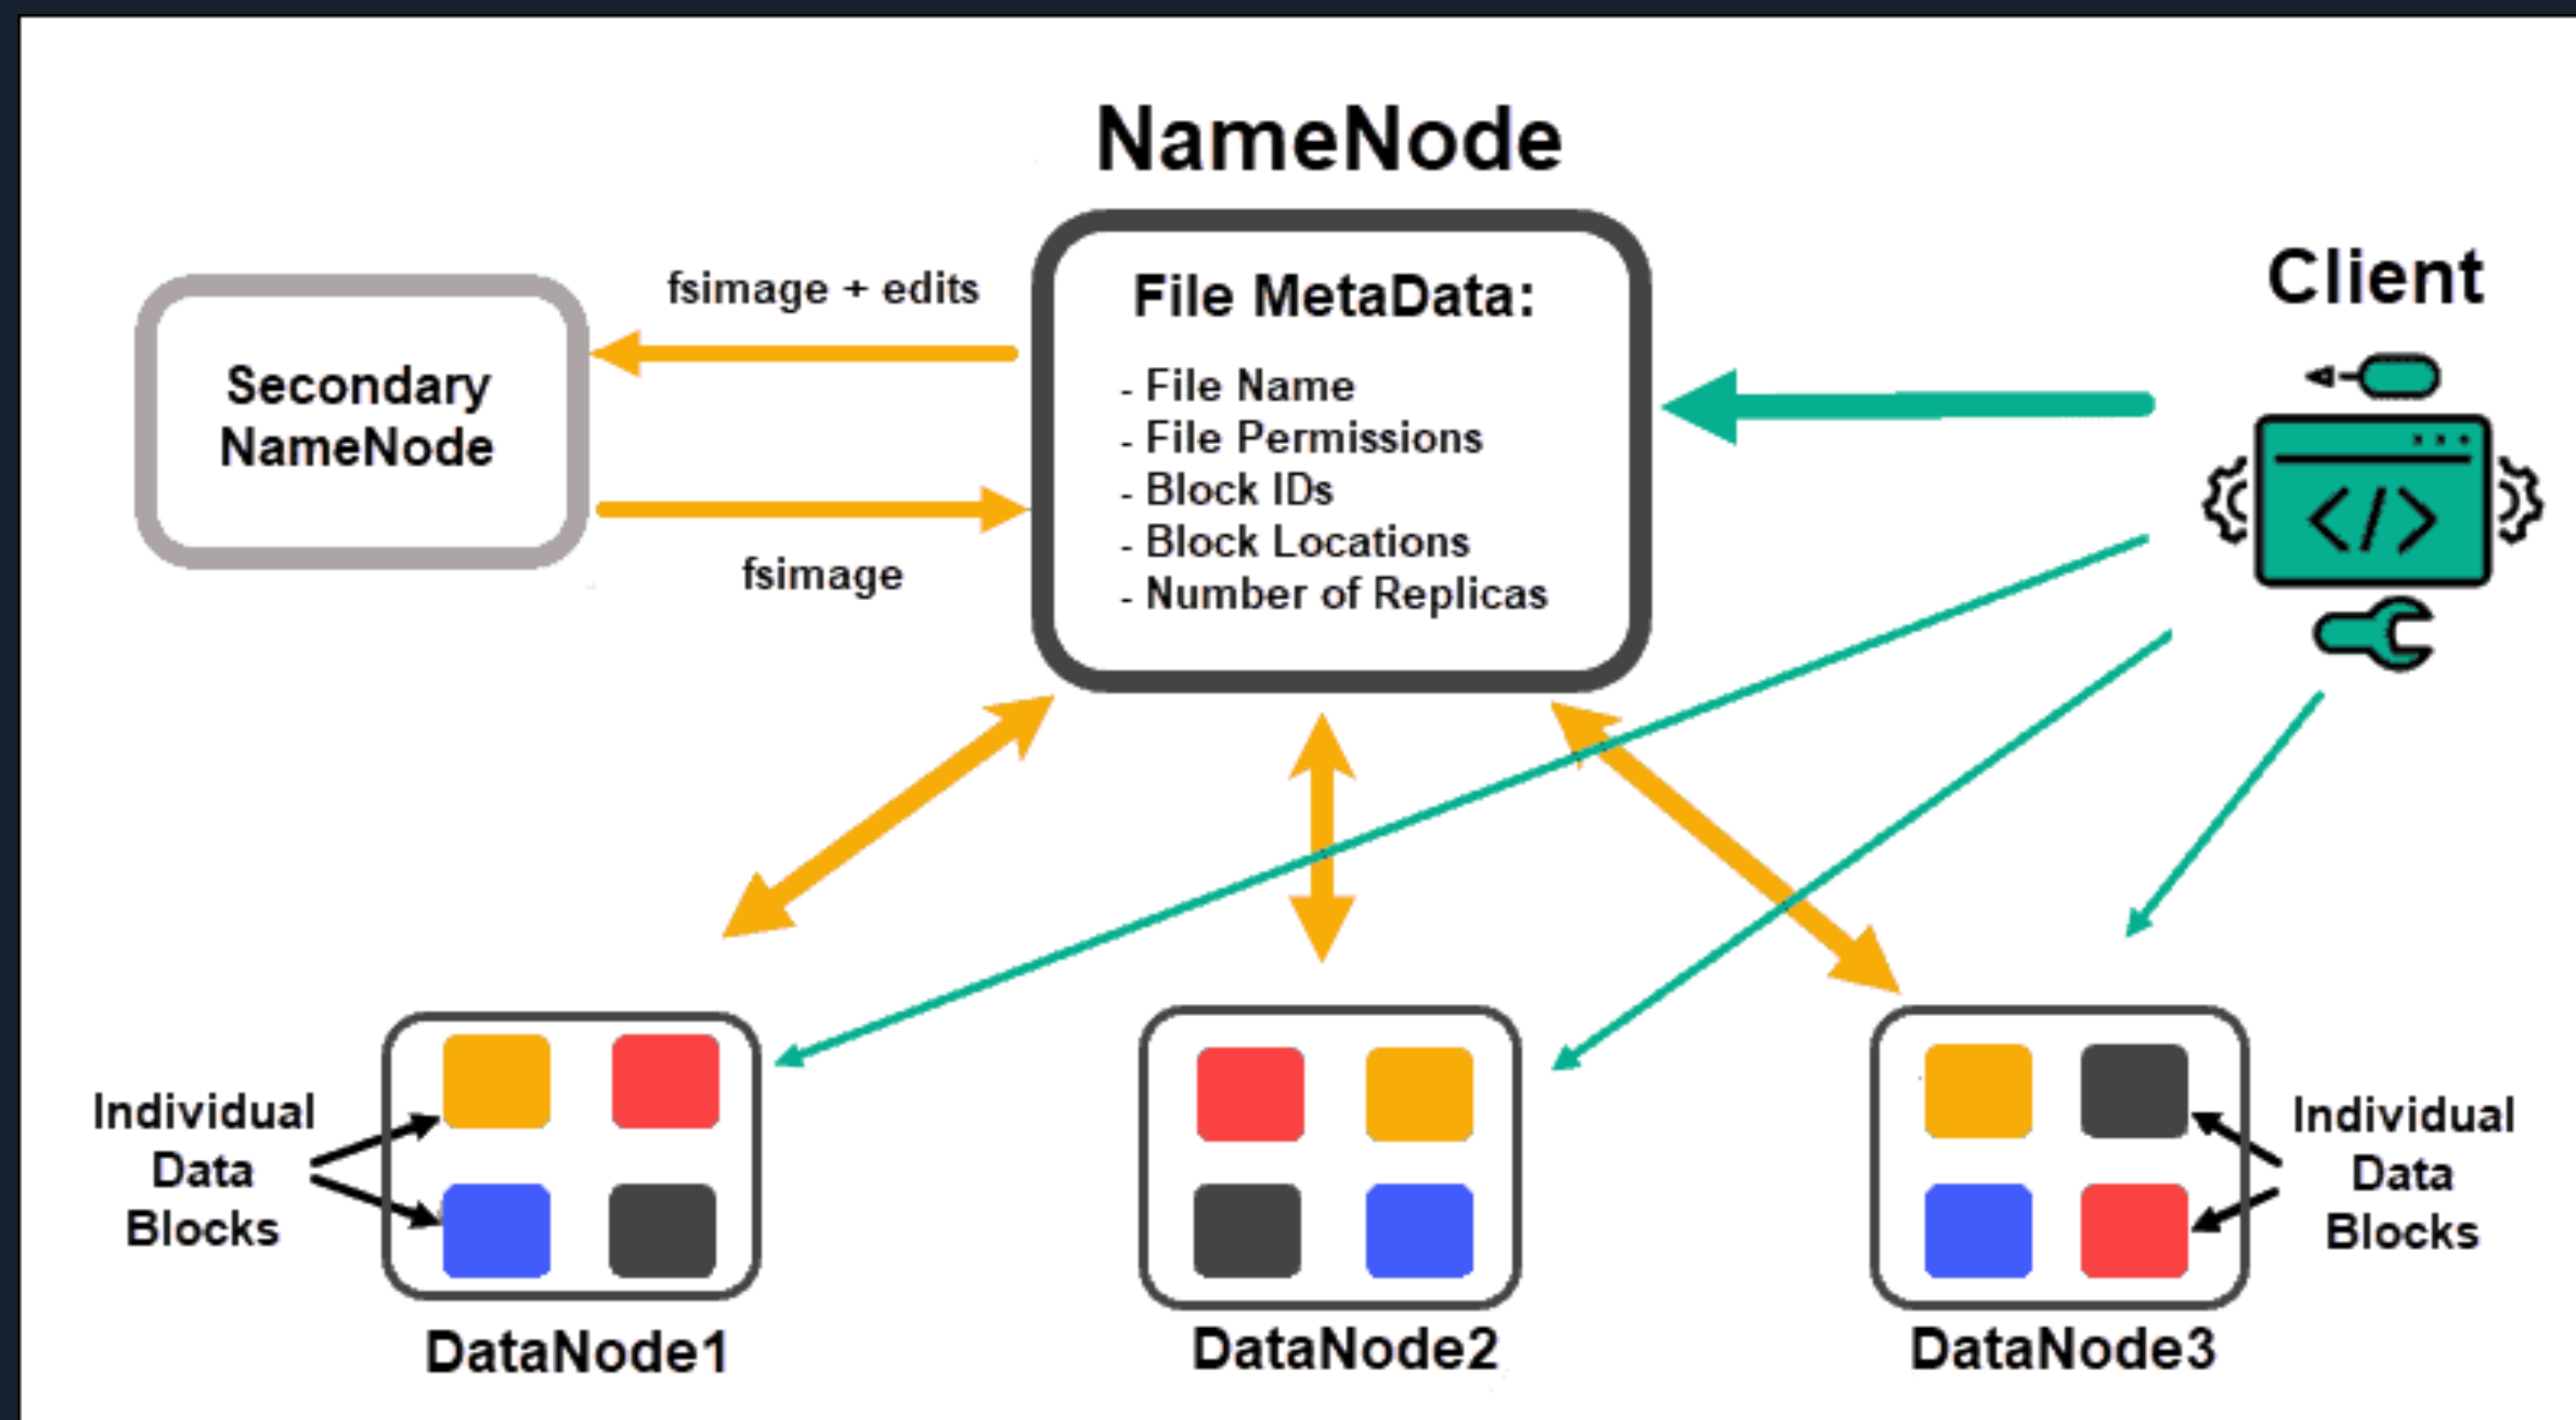 NameNode
fsimage + edits
Secondary
NameNode
fsimage
File MetaData:
- File Name
- File Permissions
- Block IDs
- Block Locations
- Number of Replicas
Client
</>
Individual
Data
Blocks
Individual
Data
Blocks
DataNode1
DataNode2
DataNode3